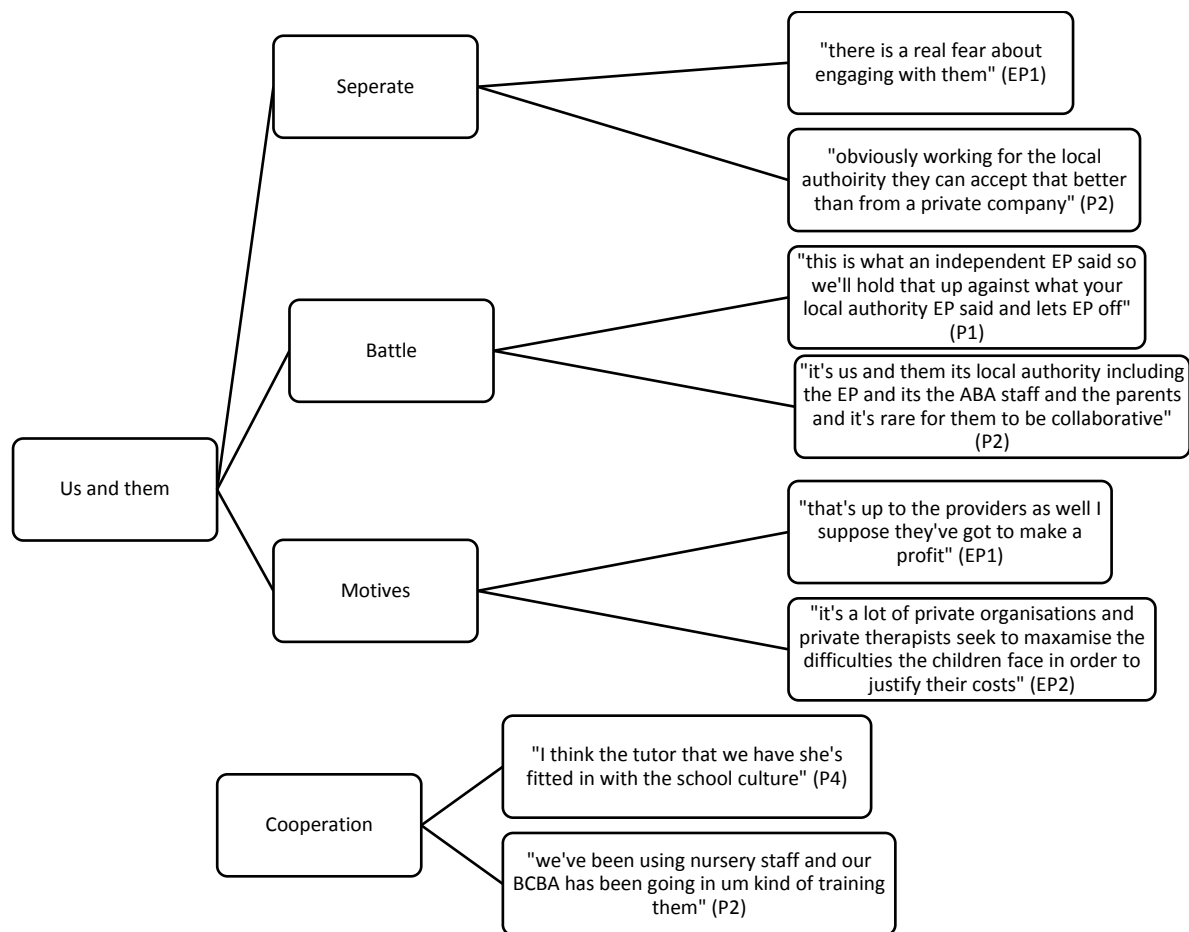 Us and them
Seperate
"there is a real fear about
engaging with them" (EP1)
"obviously working for the local
authoirity they can accept that better
than from a private company" (P2)
Battle
"this is what an independent EP said so
we'll hold that up against what your
local authority EP said and lets EP off"
(P1)
"it's us and them its local authority including
the EP and its the ABA staff and the parents
and it's rare for them to be collaborative"
(P2)
Motives
"that's up to the providers as well I
suppose they've got to make a
profit" (EP1)
"it's a lot of private organisations and
private therapists seek to maxamise the
difficulties the children face in order to
justify their costs" (EP2)
Cooperation
"I think the tutor that we have she's
fitted in with the school culture" (P4)
"we've been using nursery staff and our
BCBA has been going in um kind of training
them" (P2)